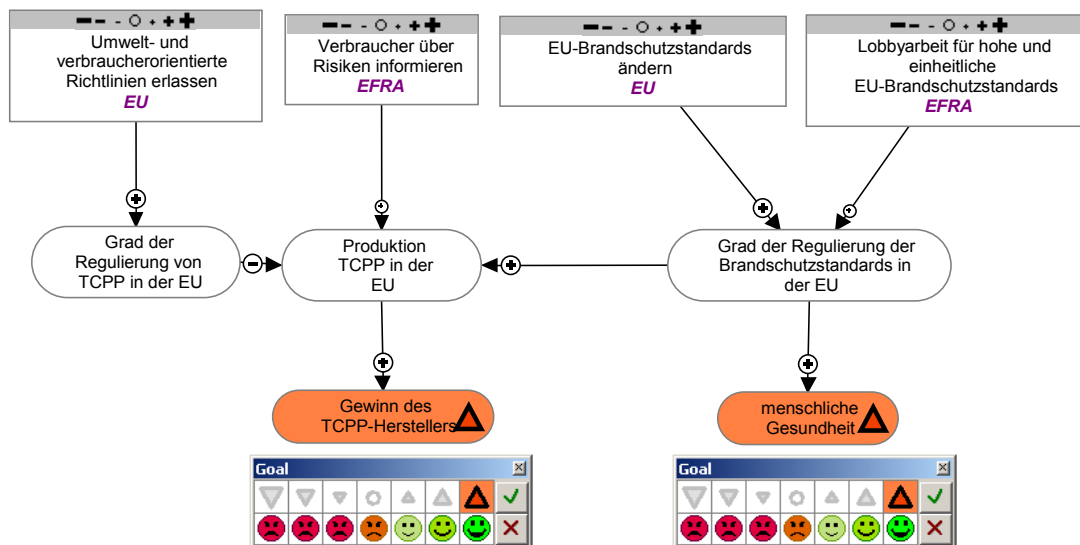 Umwelt- und
verbraucherorientierte
Richtlinien erlassen
EU
Verbraucher über
Risiken informieren
EFRA
EU-Brandschutzstandards
ändern
EU
Lobbyarbeit für hohe und
einheitliche
EU-Brandschutzstandards
EFRA
Grad der
Regulierung von
TCPP in der EU
Produktion
TCPP in der
EU
Grad der Regulierung der
Brandschutzstandards in
der EU
Gewinn des
TCPP-Herstellers
menschliche
Gesundheit
Goal
Goal